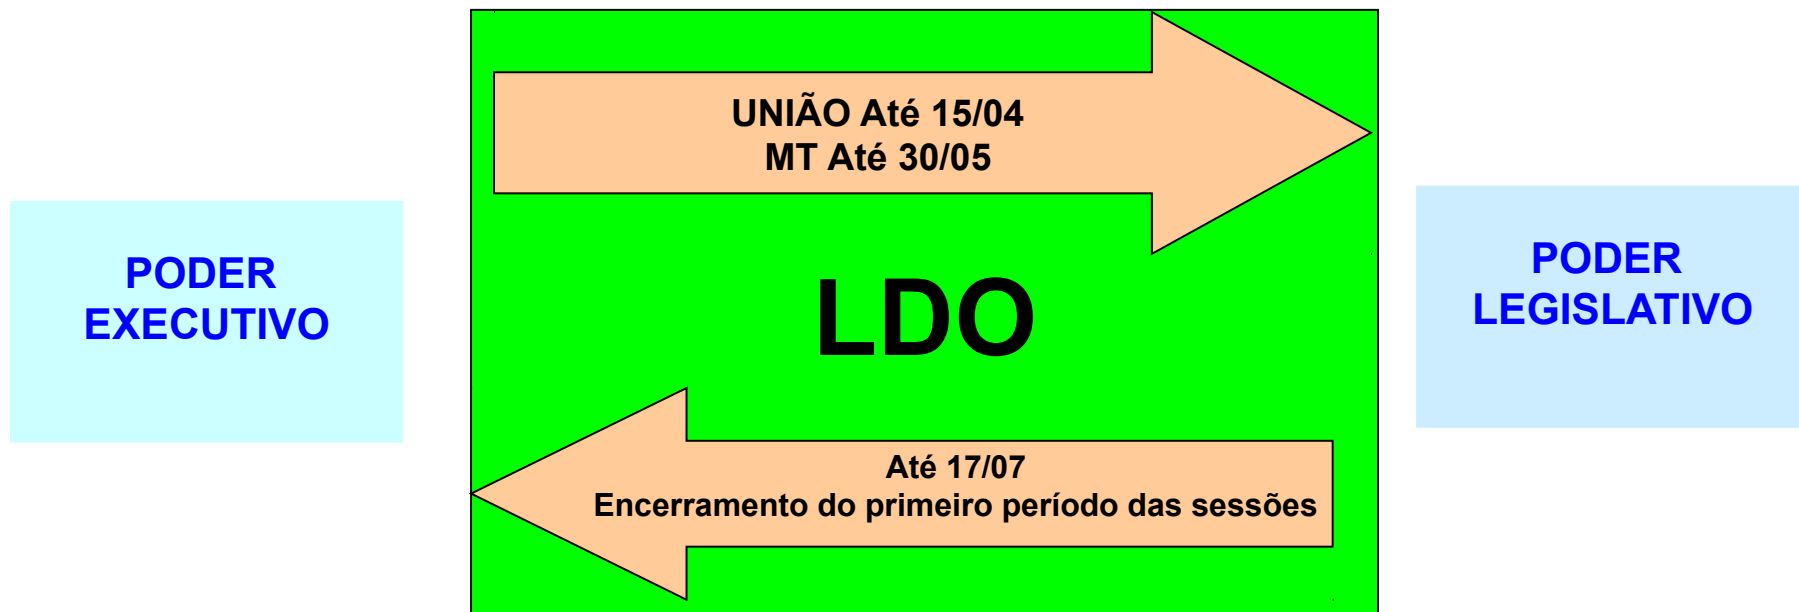 UNIÃO Até 15/04
MT Até 30/05
PODER
EXECUTIVO
LDO
PODER
LEGISLATIVO
Até 17/07
Encerramento do primeiro período das sessões